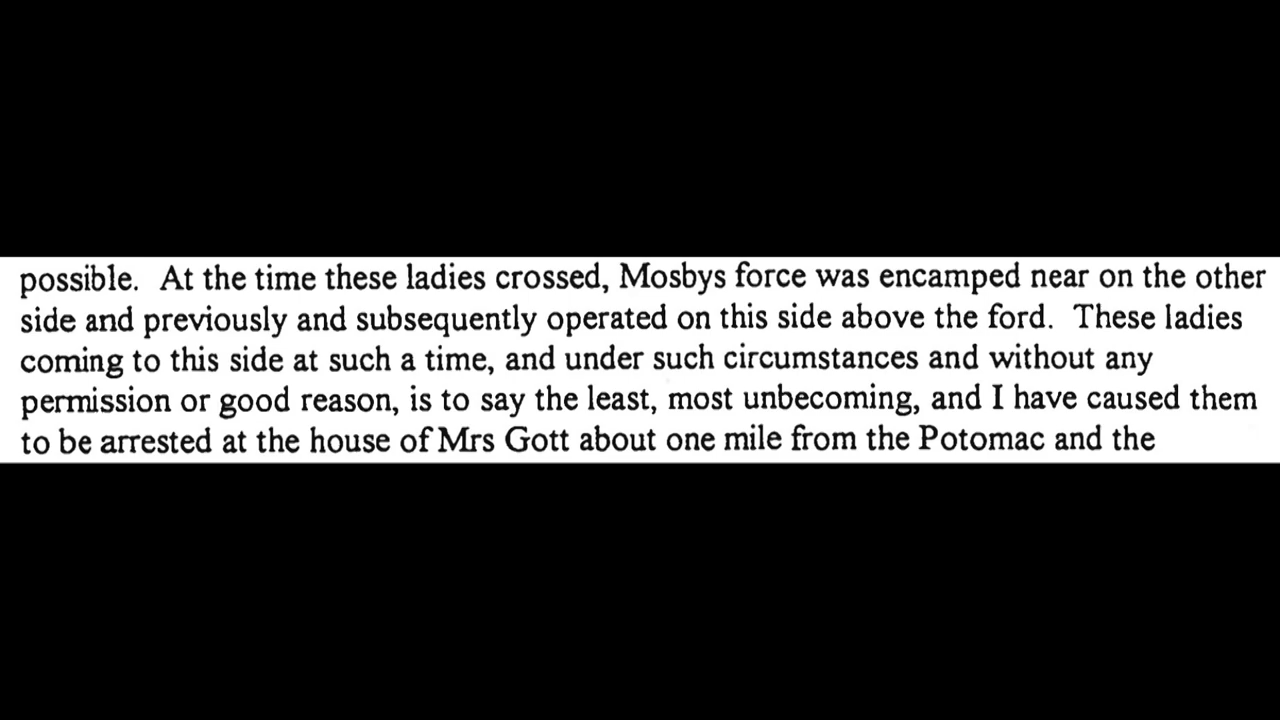 possible.  At the time these ladies crossed, Mosbys force was encamped near on the other
side and previously and subsequently operated on this side above the ford.  These ladies
coming to this side at such a time, and under such circumstances and without any
permission or good reason, is to say the least, most unbecoming, and I have caused them
to be arrested at the house of Mrs Gott about one mile from the Potomac and the